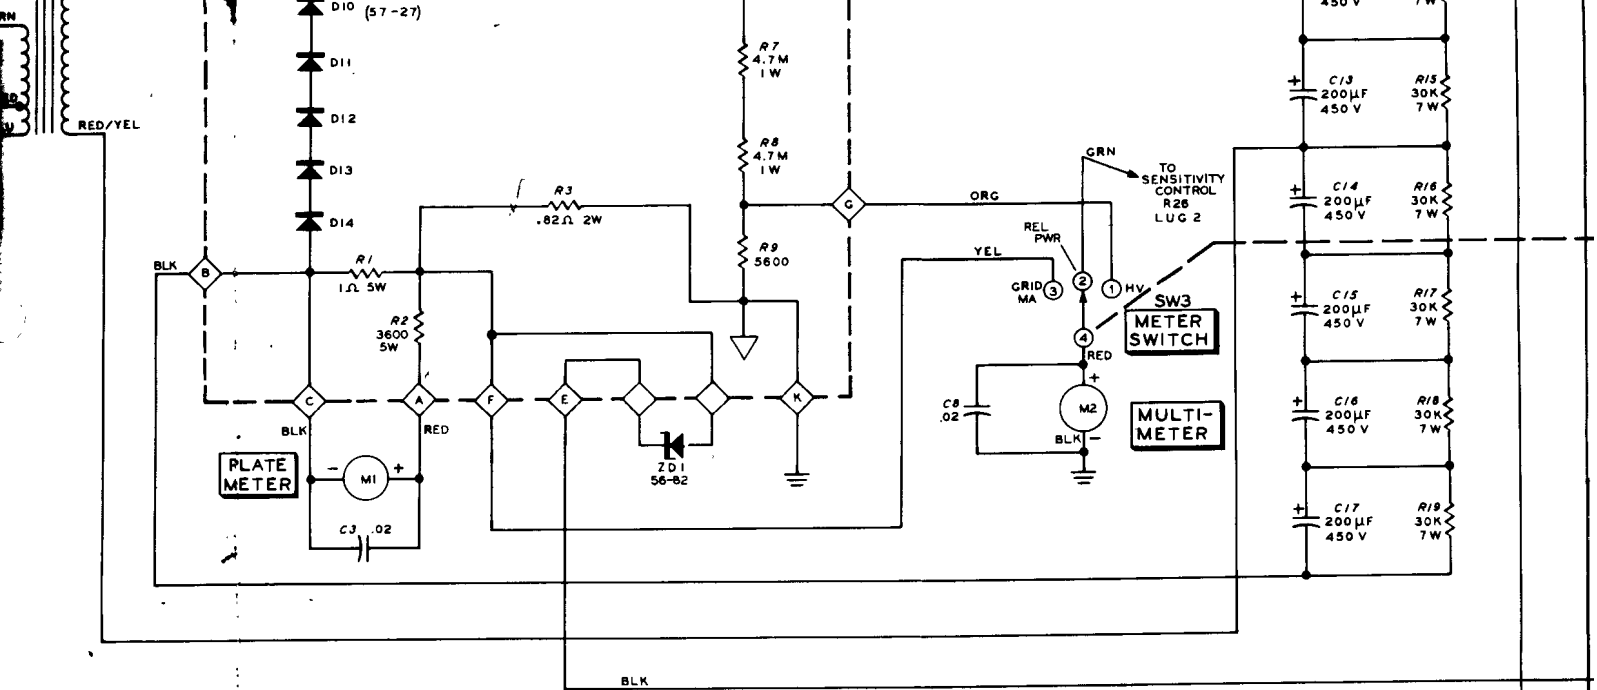 RN
D10
(57-27)
D11
D12
D13
D14
RED/YEL
BLK
B
R1
1Ω 5W
R2
3600
5W
R3
.82Ω 2W
R7
4.7M
1W
R8
4.7M
1W
R9
5600
G
ORG
YEL
GRN
TO
SENSITIVITY
CONTROL
R26
LUG 2
REL
PWR
GRID
MA
3
2
1
HV
4
SW3
METER
SWITCH
RED
+
M2
BLK
−
C8
.02
MULTI-
METER
C
A
F
E
K
BLK
RED
PLATE
METER
−
M1
+
C3 .02
ZD1
56-82
BLK
450V
7W
+
C13
200µF
450V
R15
30K
7W
+
C14
200µF
450V
R16
30K
7W
+
C15
200µF
450V
R17
30K
7W
+
C16
200µF
450V
R18
30K
7W
+
C17
200µF
450V
R19
30K
7W